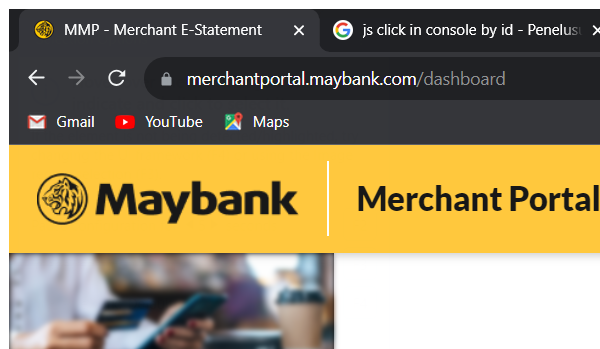 MMP - Merchant E-Statement
js click in console by id - Penelusu
merchantportal.maybank.com/dashboard
Gmail YouTube Maps
Maybank Merchant Portal